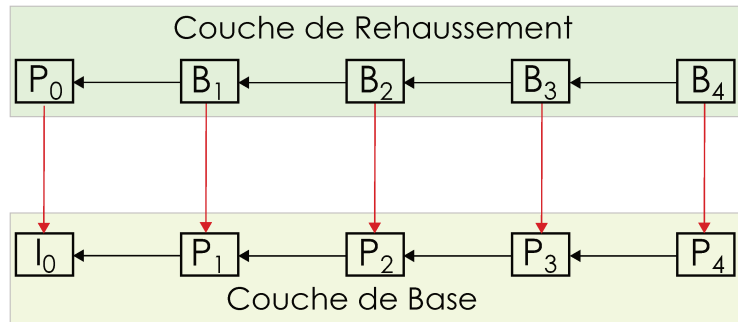 Couche de Rehaussement
P₀ B₁ B₂ B₃ B₄
I₀ P₁ P₂ P₃ P₄
Couche de Base